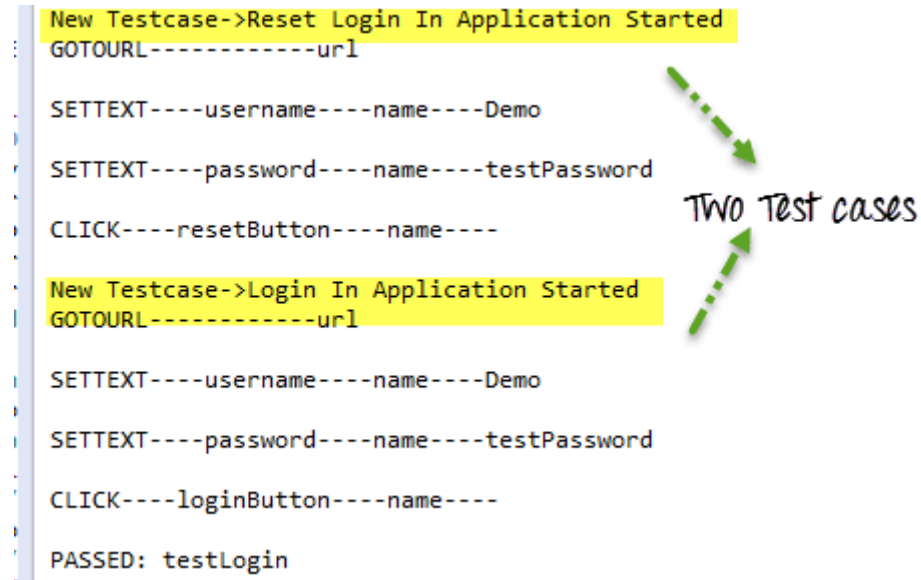 New Testcase->Reset Login In Application Started
GOTOURL------------url
SETTEXT----username----name----Demo
SETTEXT----password----name----testPassword
CLICK----resetButton----name----
Two Test cases
New Testcase->Login In Application Started
GOTOURL------------url
SETTEXT----username----name----Demo
SETTEXT----password----name----testPassword
CLICK----loginButton----name----
PASSED: testLogin